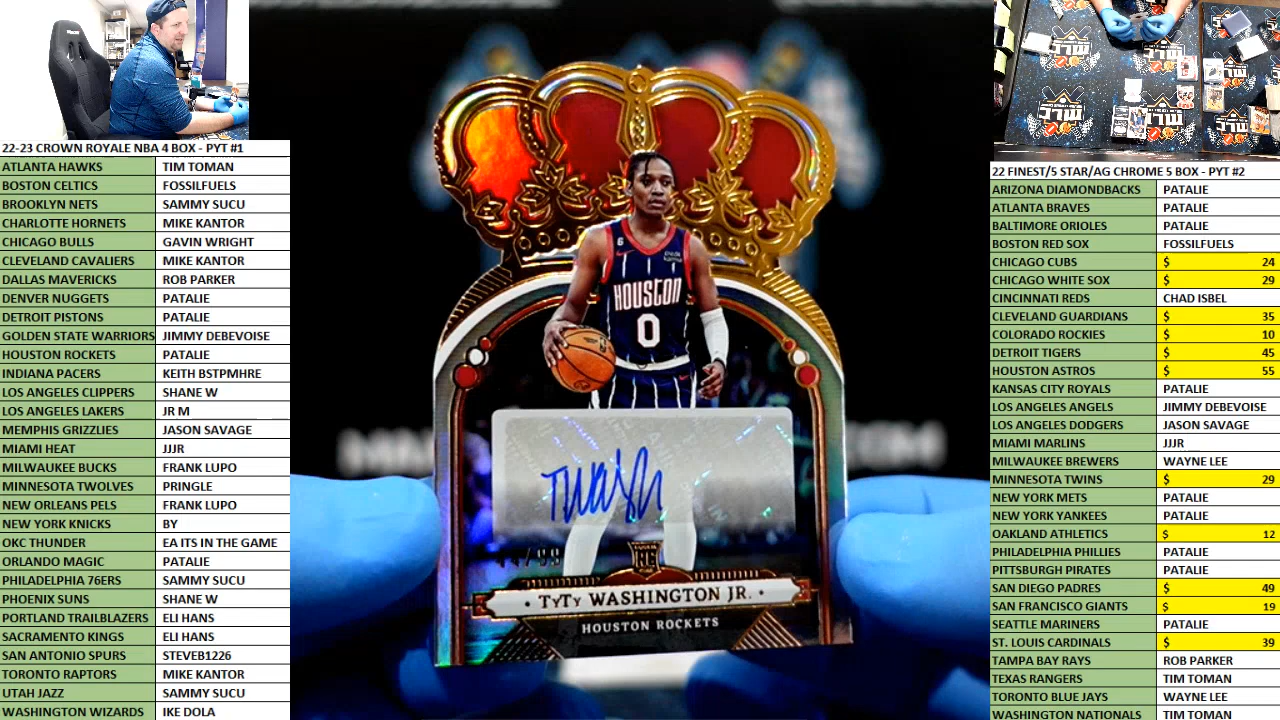 22-23 CROWN ROYALE NBA 4 BOX - PYT #1
ATLANTA HAWKS TIM TOMAN
BOSTON CELTICS FOSSILFUELS
BROOKLYN NETS SAMMY SUCU
CHARLOTTE HORNETS MIKE KANTOR
CHICAGO BULLS GAVIN WRIGHT
CLEVELAND CAVALIERS MIKE KANTOR
DALLAS MAVERICKS ROB PARKER
DENVER NUGGETS PATALIE
DETROIT PISTONS PATALIE
GOLDEN STATE WARRIORS JIMMY DEBEVOISE
HOUSTON ROCKETS PATALIE
INDIANA PACERS KEITH BSTPMHRE
LOS ANGELES CLIPPERS SHANE W
LOS ANGELES LAKERS JR M
MEMPHIS GRIZZLIES JASON SAVAGE
MIAMI HEAT JJJR
MILWAUKEE BUCKS FRANK LUPO
MINNESOTA TWOLVES PRINGLE
NEW ORLEANS PELS FRANK LUPO
NEW YORK KNICKS BY
OKC THUNDER EA ITS IN THE GAME
ORLANDO MAGIC PATALIE
PHILADELPHIA 76ERS SAMMY SUCU
PHOENIX SUNS SHANE W
PORTLAND TRAILBLAZERS ELI HANS
SACRAMENTO KINGS ELI HANS
SAN ANTONIO SPURS STEVEB1226
TORONTO RAPTORS MIKE KANTOR
UTAH JAZZ SAMMY SUCU
WASHINGTON WIZARDS IKE DOLA
6
HOUSTON
0
/99
RC
• TYTY WASHINGTON JR. •
HOUSTON ROCKETS
22 FINEST/5 STAR/AG CHROME 5 BOX - PYT #2
ARIZONA DIAMONDBACKS PATALIE
ATLANTA BRAVES PATALIE
BALTIMORE ORIOLES PATALIE
BOSTON RED SOX FOSSILFUELS
CHICAGO CUBS $ 24
CHICAGO WHITE SOX $ 29
CINCINNATI REDS CHAD ISBEL
CLEVELAND GUARDIANS $ 35
COLORADO ROCKIES $ 10
DETROIT TIGERS $ 45
HOUSTON ASTROS $ 55
KANSAS CITY ROYALS PATALIE
LOS ANGELES ANGELS JIMMY DEBEVOISE
LOS ANGELES DODGERS JASON SAVAGE
MIAMI MARLINS JJJR
MILWAUKEE BREWERS WAYNE LEE
MINNESOTA TWINS $ 29
NEW YORK METS PATALIE
NEW YORK YANKEES PATALIE
OAKLAND ATHLETICS $ 12
PHILADELPHIA PHILLIES PATALIE
PITTSBURGH PIRATES PATALIE
SAN DIEGO PADRES $ 49
SAN FRANCISCO GIANTS $ 19
SEATTLE MARINERS PATALIE
ST. LOUIS CARDINALS $ 39
TAMPA BAY RAYS ROB PARKER
TEXAS RANGERS TIM TOMAN
TORONTO BLUE JAYS WAYNE LEE
WASHINGTON NATIONALS TIM TOMAN